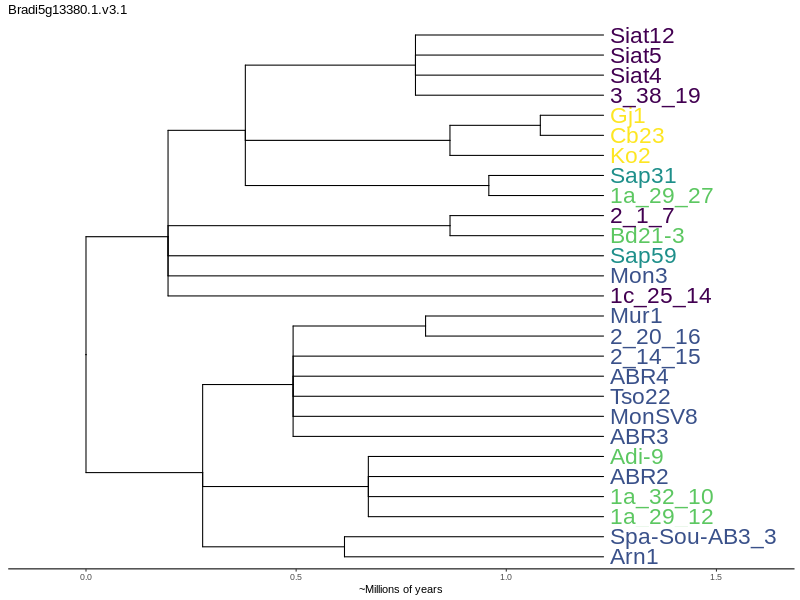 Bradi5g13380.1.v3.1
Siat12
Siat5
Siat4
3_38_19
Gj1
Cb23
Ko2
Sap31
1a_29_27
2_1_7
Bd21-3
Sap59
Mon3
1c_25_14
Mur1
2_20_16
2_14_15
ABR4
Tso22
MonSV8
ABR3
Adi-9
ABR2
1a_32_10
1a_29_12
Spa-Sou-AB3_3
Arn1
0.0 0.5 1.0 1.5
~Millions of years